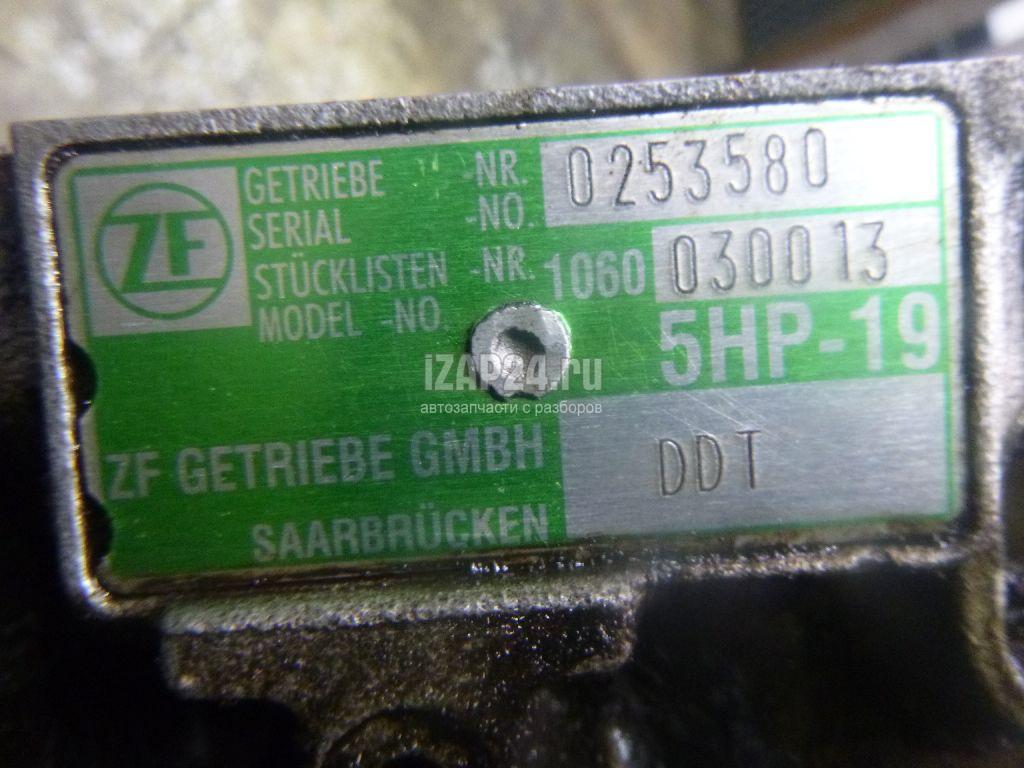 ZF
GETRIEBE -NR. 0253580
SERIAL -NO.
STÜCKLISTEN -NR. 1060 030013
MODEL -NO.
5HP-19
iZAP24.ru
автозапчасти с разборов
ZF GETRIEBE GMBH
DDT
SAARBRÜCKEN